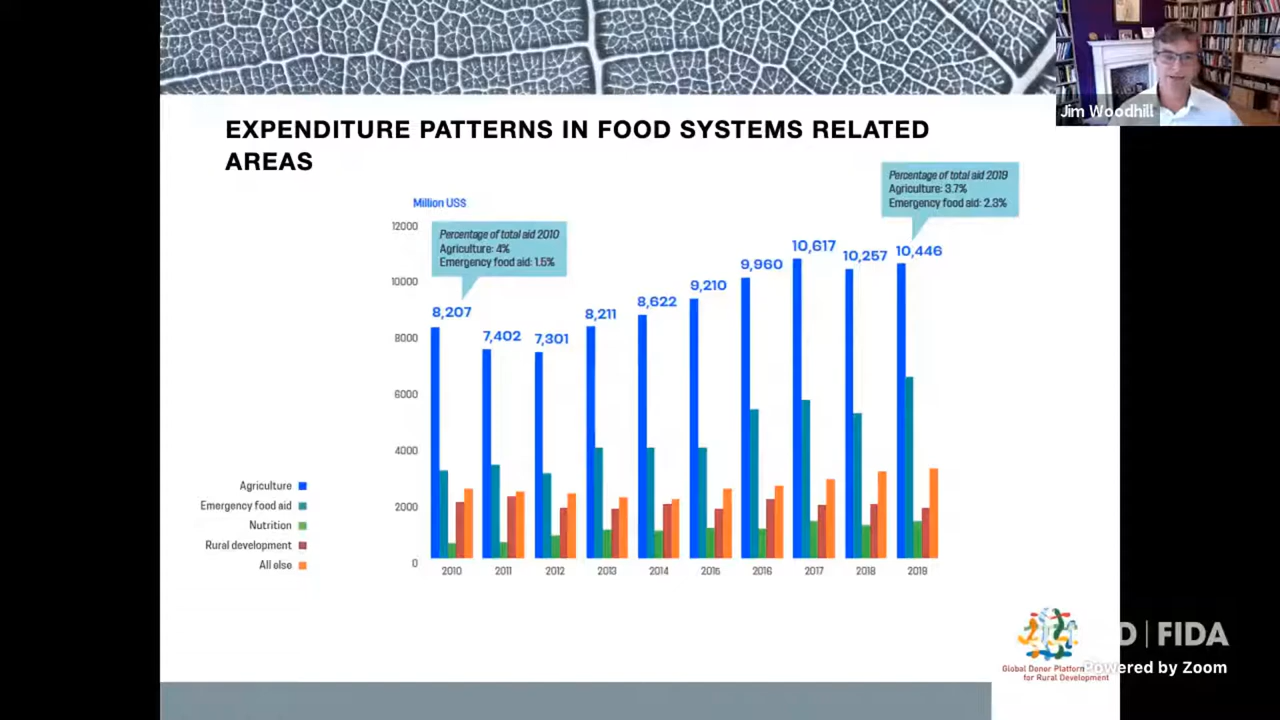 Jim Woodhill
EXPENDITURE PATTERNS IN FOOD SYSTEMS RELATED
AREAS
Percentage of total aid 2019
Agriculture: 3.7%
Emergency food aid: 2.3%
Million US$
Percentage of total aid 2010
Agriculture: 4%
Emergency food aid: 1.5%
12000
10000
8000
6000
4000
2000
0
8,207
7,402
7,301
8,211
8,622
9,210
9,960
10,617
10,257
10,446
Agriculture
Emergency food aid
Nutrition
Rural development
All else
2010 2011 2012 2013 2014 2015 2016 2017 2018 2019
D | FIDA
Global Donor Platform
for Rural Development
Powered by Zoom